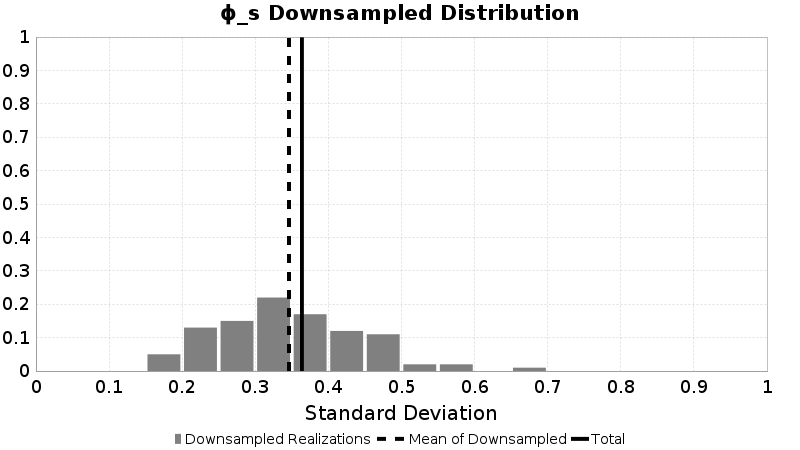 ϕ_s Downsampled Distribution
1
0.9
0.8
0.7
0.6
0.5
0.4
0.3
0.2
0.1
0
0 0.1 0.2 0.3 0.4 0.5 0.6 0.7 0.8 0.9 1
Standard Deviation
Downsampled Realizations Mean of Downsampled Total